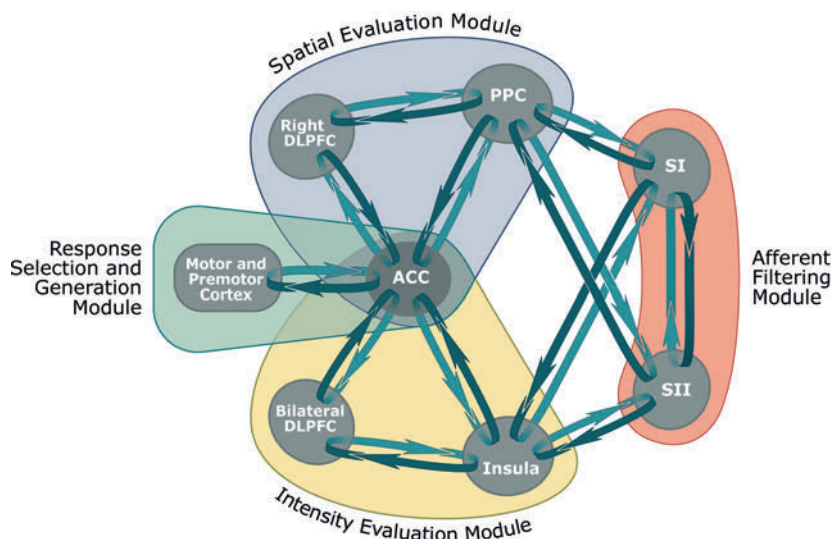 Spatial Evaluation Module
PPC
Right
DLPFC
SI
Response
Selection and
Generation
Module
Motor and
Premotor
Cortex
ACC
Afferent
Filtering
Module
SII
Bilateral
DLPFC
Insula
Intensity Evaluation Module